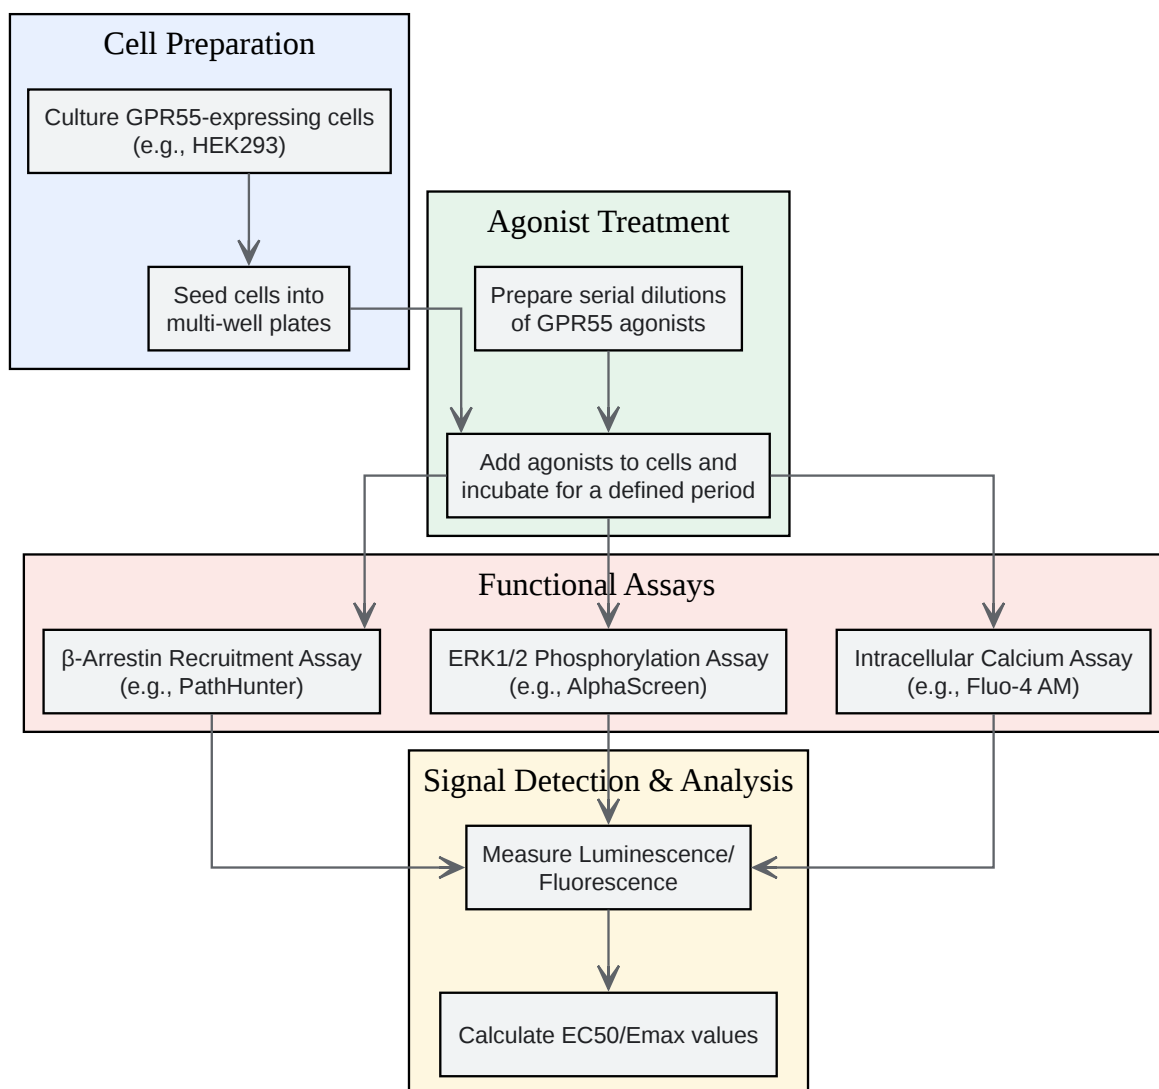 Cell Preparation
Culture GPR55-expressing cells
(e.g., HEK293)
Seed cells into
multi-well plates
Agonist Treatment
Prepare serial dilutions
of GPR55 agonists
Add agonists to cells and
incubate for a defined period
Functional Assays
β-Arrestin Recruitment Assay
(e.g., PathHunter)
ERK1/2 Phosphorylation Assay
(e.g., AlphaScreen)
Intracellular Calcium Assay
(e.g., Fluo-4 AM)
Signal Detection & Analysis
Measure Luminescence/
Fluorescence
Calculate EC50/Emax values